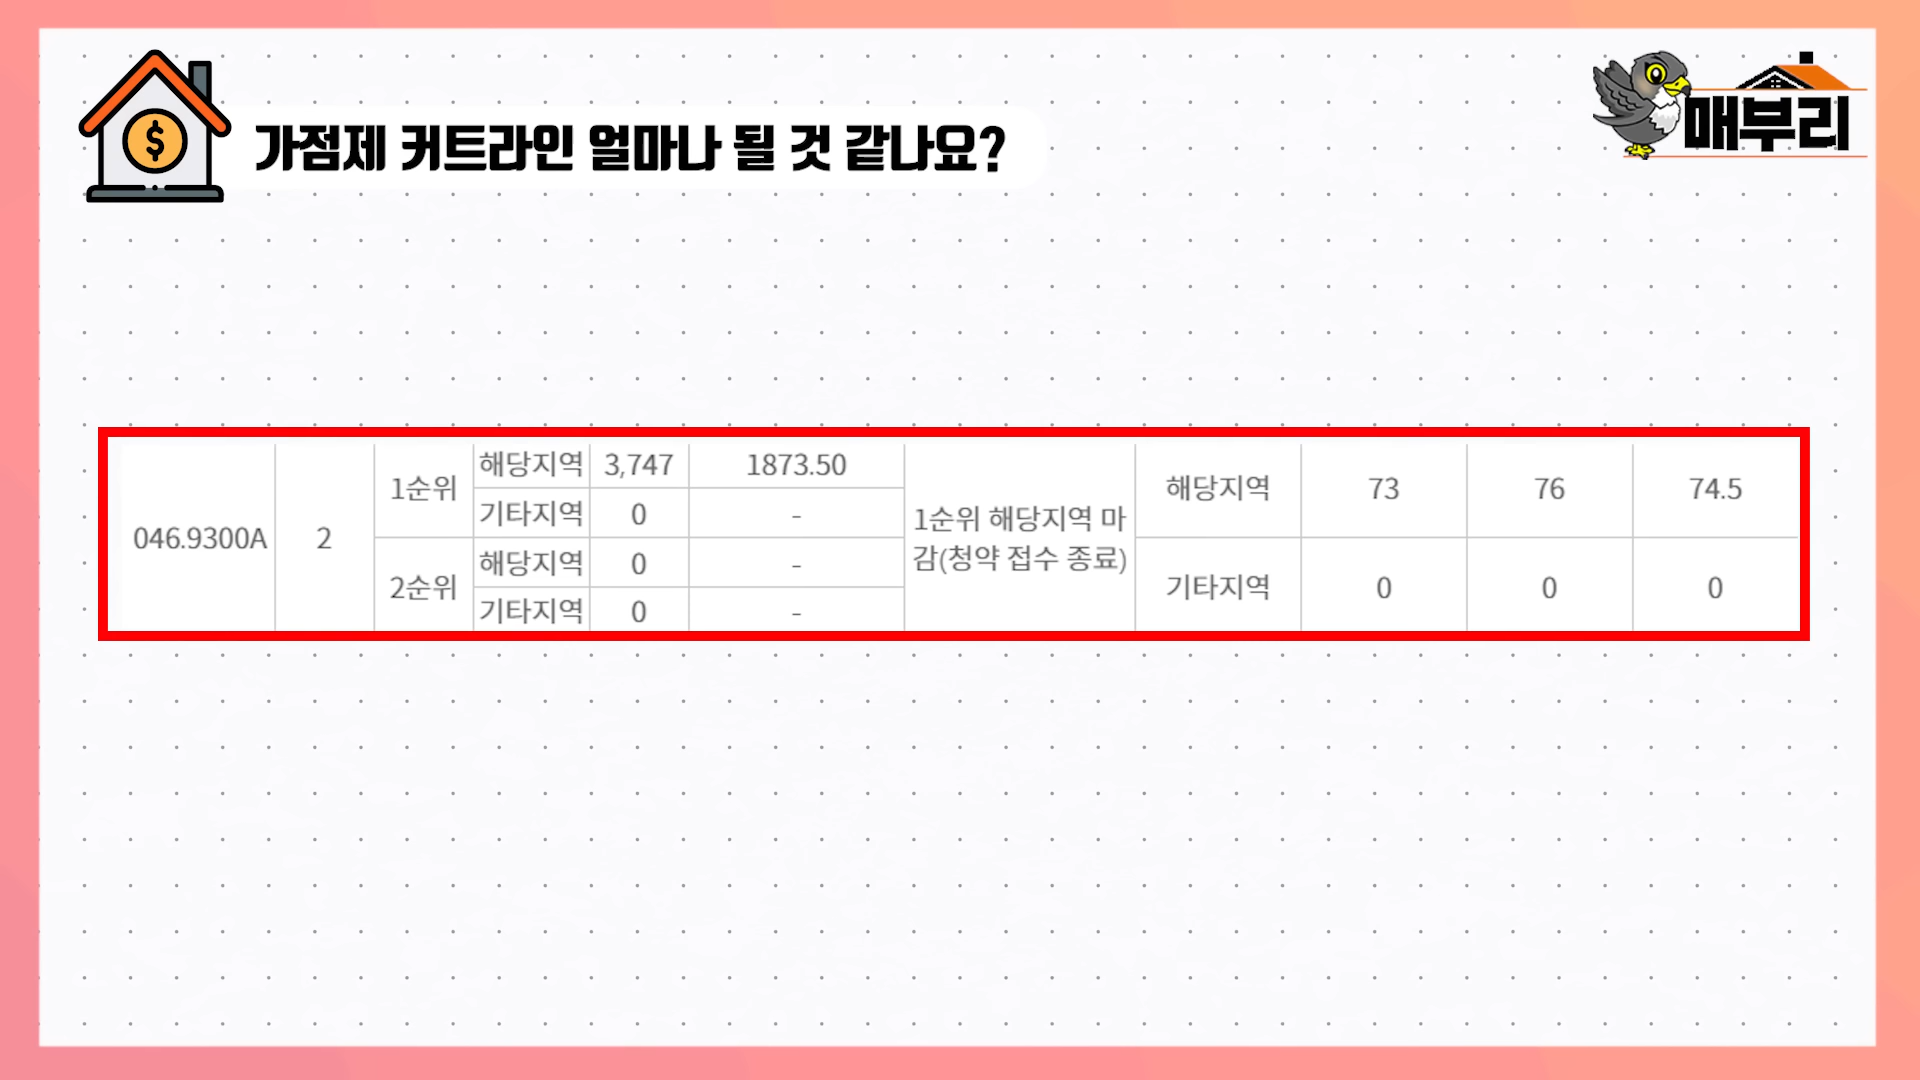 가점제 커트라인 얼마나 될 것 같나요?
$
매부리
046.9300A 2 1순위 해당지역 3,747 1873.50 1순위 해당지역 마감(청약 접수 종료) 해당지역 73 76 74.5
기타지역 0 -
2순위 해당지역 0 - 기타지역 0 0 0
기타지역 0 -